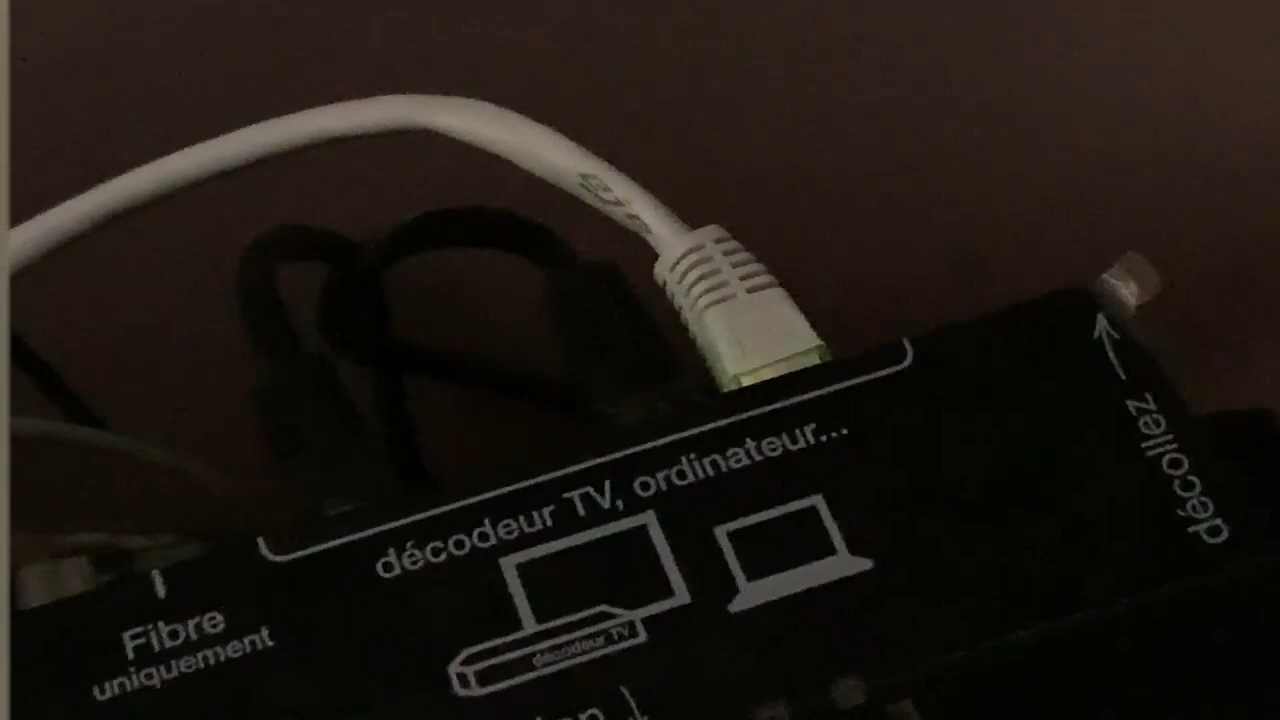 décodeur TV, ordinateur...
décodeur TV
décollez
Fibre
uniquement